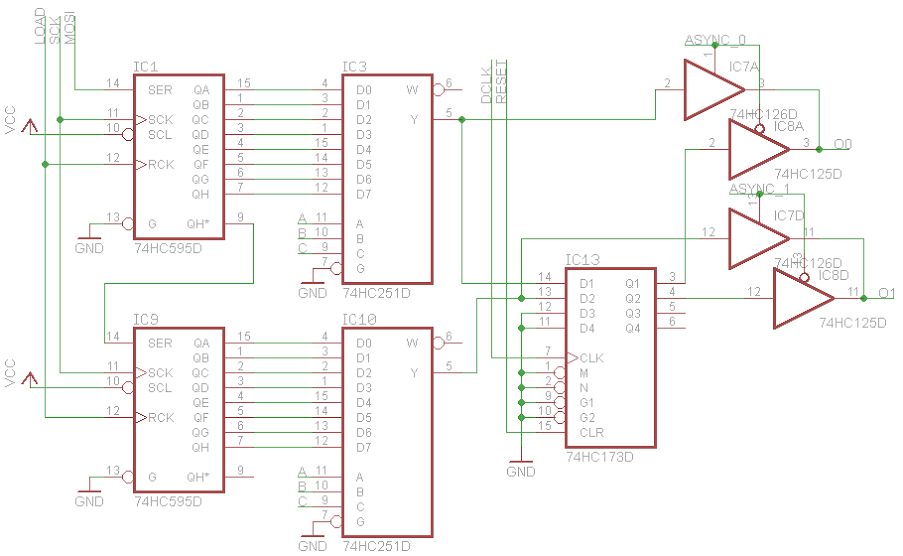 LOAD
SCK
MOSI
IC1
14 SER QA 15
QB 1
11 SCK QC 2
10 SCL QD 3
QE 4
12 RCK QF 5
QG 6
QH 7
13 G QH* 9
74HC595D
VCC
GND
IC3
4 D0 W 6
3 D1
2 D2 Y 5
1 D3
15 D4
14 D5
13 D6
12 D7
A 11 A
B 10 B
C 9 C
7 G
74HC251D
GND
DCLK
RESET
ASYNC_0
1
IC7A
2 3
74HC126D
IC8A
2 3 O0
74HC125D
ASYNC_1
13
IC7D
12 11
74HC126D
13
IC8D
12 11 O1
74HC125D
IC13
14 D1 Q1 3
13 D2 Q2 4
12 D3 Q3 5
11 D4 Q4 6
7 CLK
1 M
2 N
9 G1
10 G2
15 CLR
74HC173D
GND
IC9
14 SER QA 15
QB 1
11 SCK QC 2
10 SCL QD 3
QE 4
12 RCK QF 5
QG 6
QH 7
13 G QH* 9
74HC595D
VCC
GND
IC10
4 D0 W 6
3 D1
2 D2 Y 5
1 D3
15 D4
14 D5
13 D6
12 D7
A 11 A
B 10 B
C 9 C
7 G
74HC251D
GND